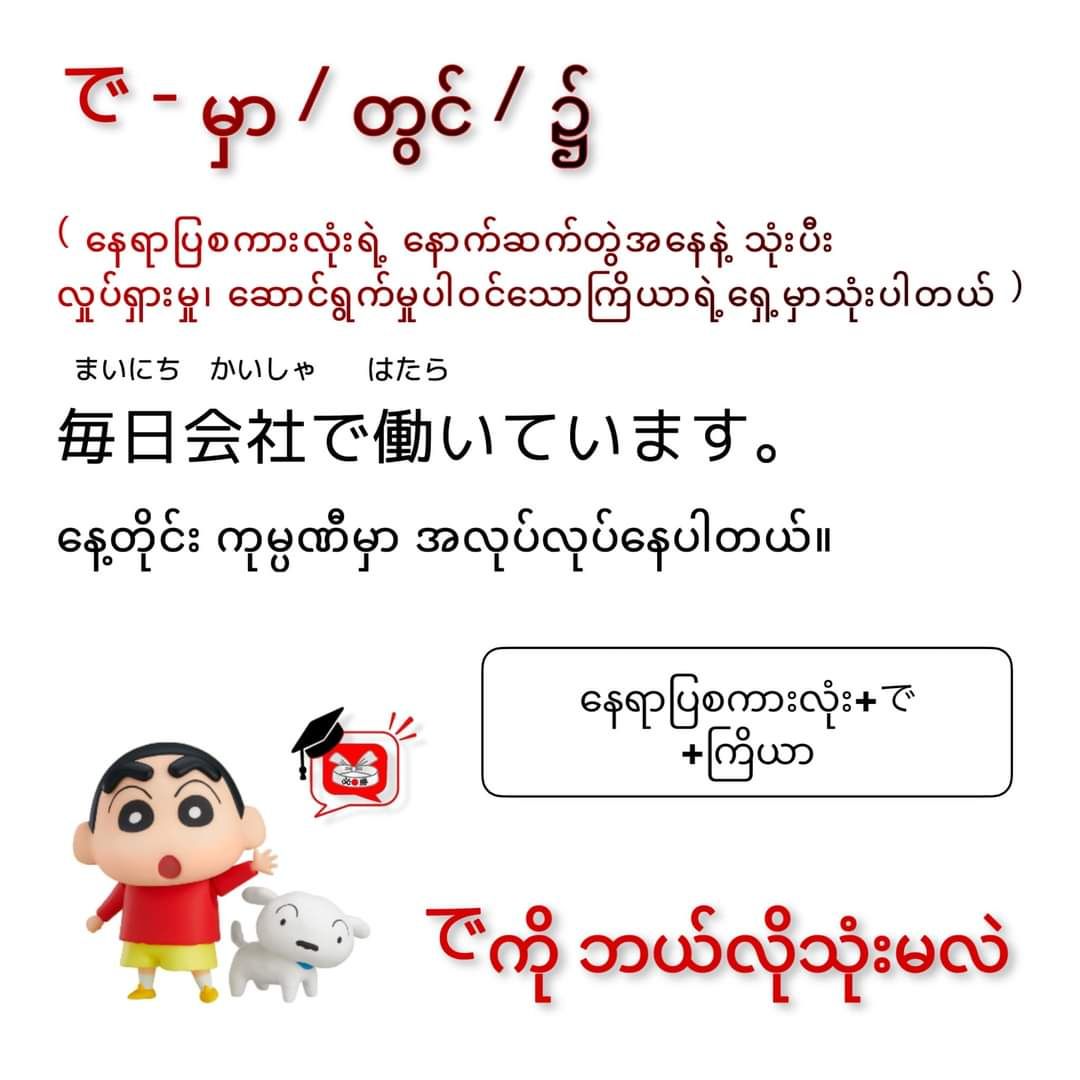 で - မှာ / တွင် / ၌
( နေရာပြစကားလုံးရဲ့ နောက်ဆက်တွဲအနေနဲ့ သုံးပီး
လှုပ်ရှားမှု၊ ဆောင်ရွက်မှုပါဝင်သောကြိယာရဲ့ရှေ့မှာသုံးပါတယ် )
まいにち かいしゃ はたら
毎日会社で働いています。
နေ့တိုင်း ကုမ္ပဏီမှာ အလုပ်လုပ်နေပါတယ်။
နေရာပြစကားလုံး+で
+ကြိယာ
でကို ဘယ်လိုသုံးမလဲ